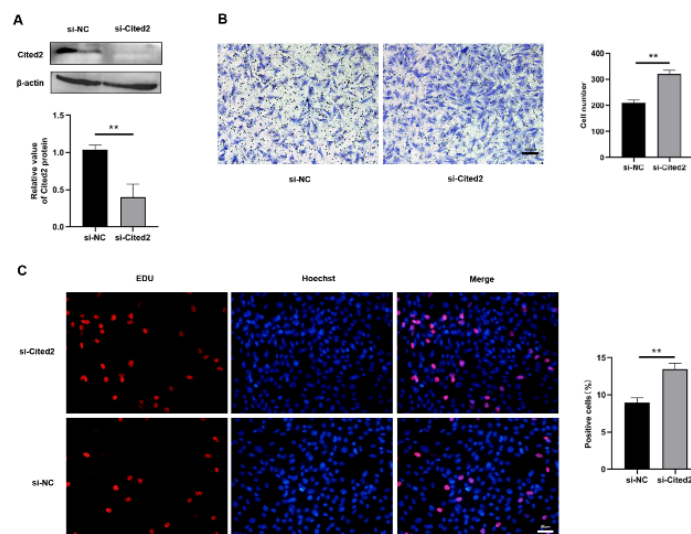 A
si-NC si-Cited2
Cited2
β-actin
Relative value
of Cited2 protein
1.5
1.0
0.5
0.0
**
si-NC si-Cited2
B
si-NC
si-Cited2
Cell number
400
300
200
100
0
**
si-NC si-Cited2
C
EDU
Hoechst
Merge
si-Cited2
si-NC
Positive cells (%)
15
10
5
0
**
si-NC si-Cited2